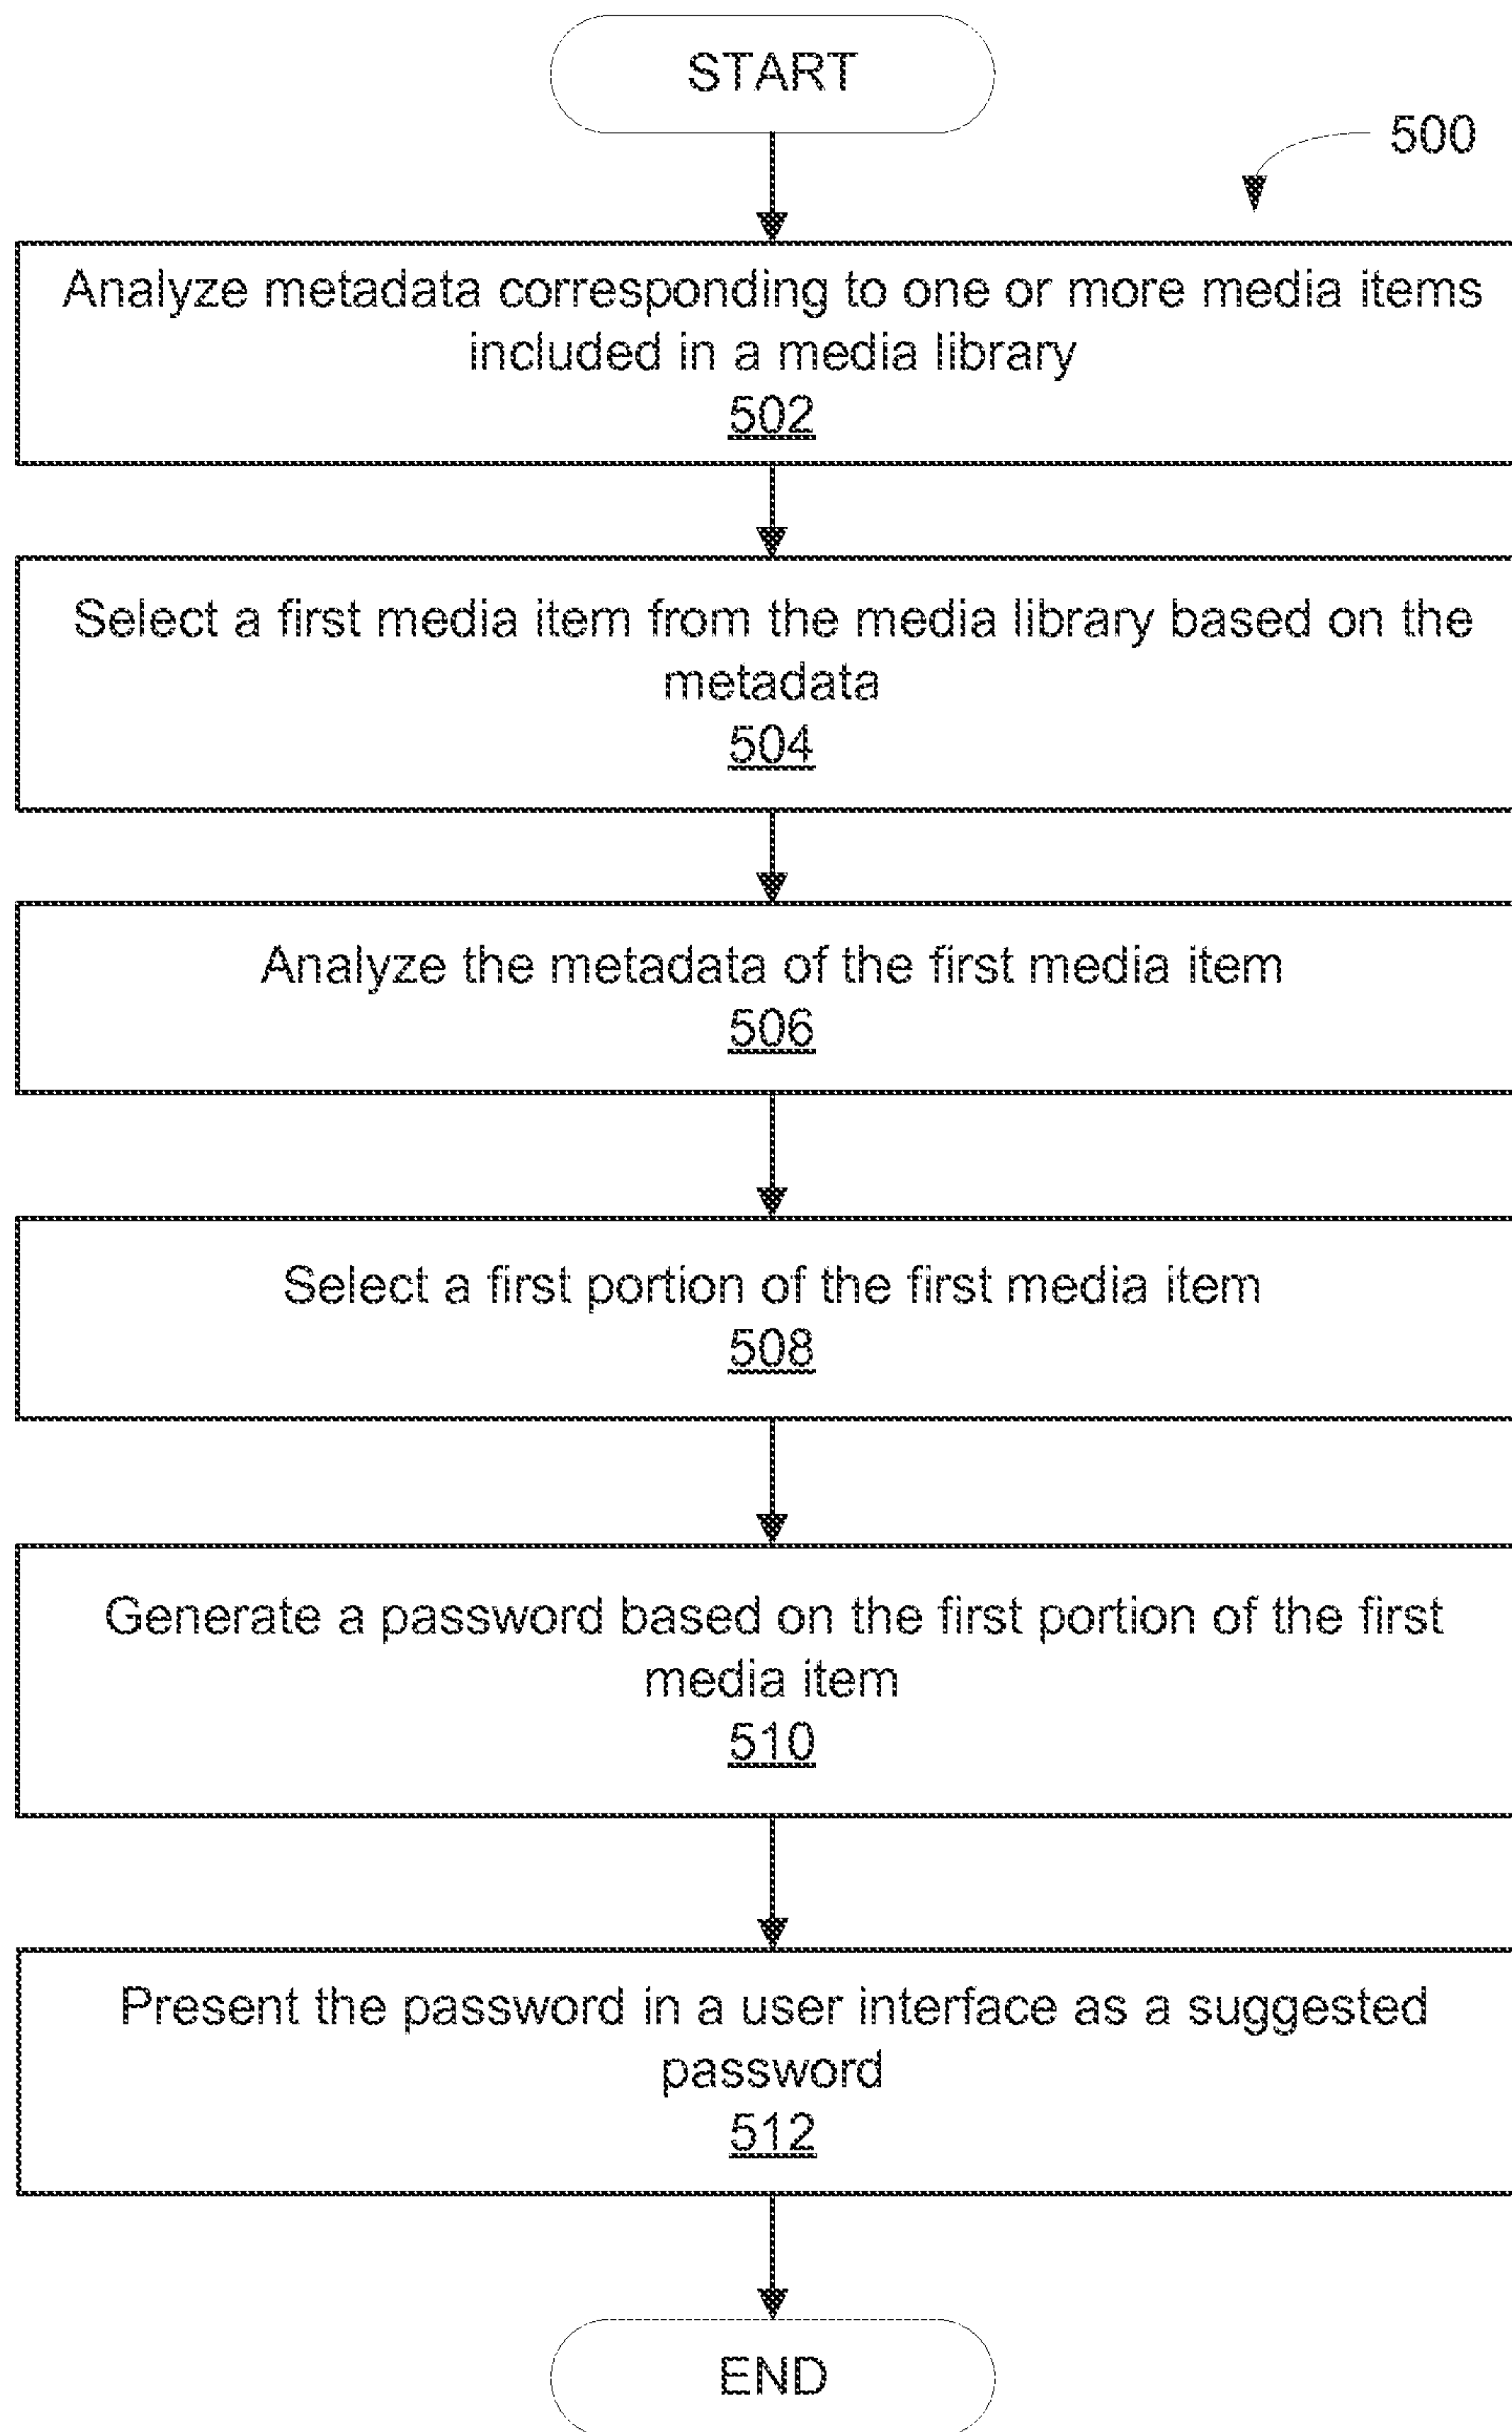 START
500
Analyze metadata corresponding to one or more media items
included in a media library
502
Select a first media item from the media library based on the
metadata
504
Analyze the metadata of the first media item
506
Select a first portion of the first media item
508
Generate a password based on the first portion of the first
media item
510
Present the password in a user interface as a suggested
password
512
END